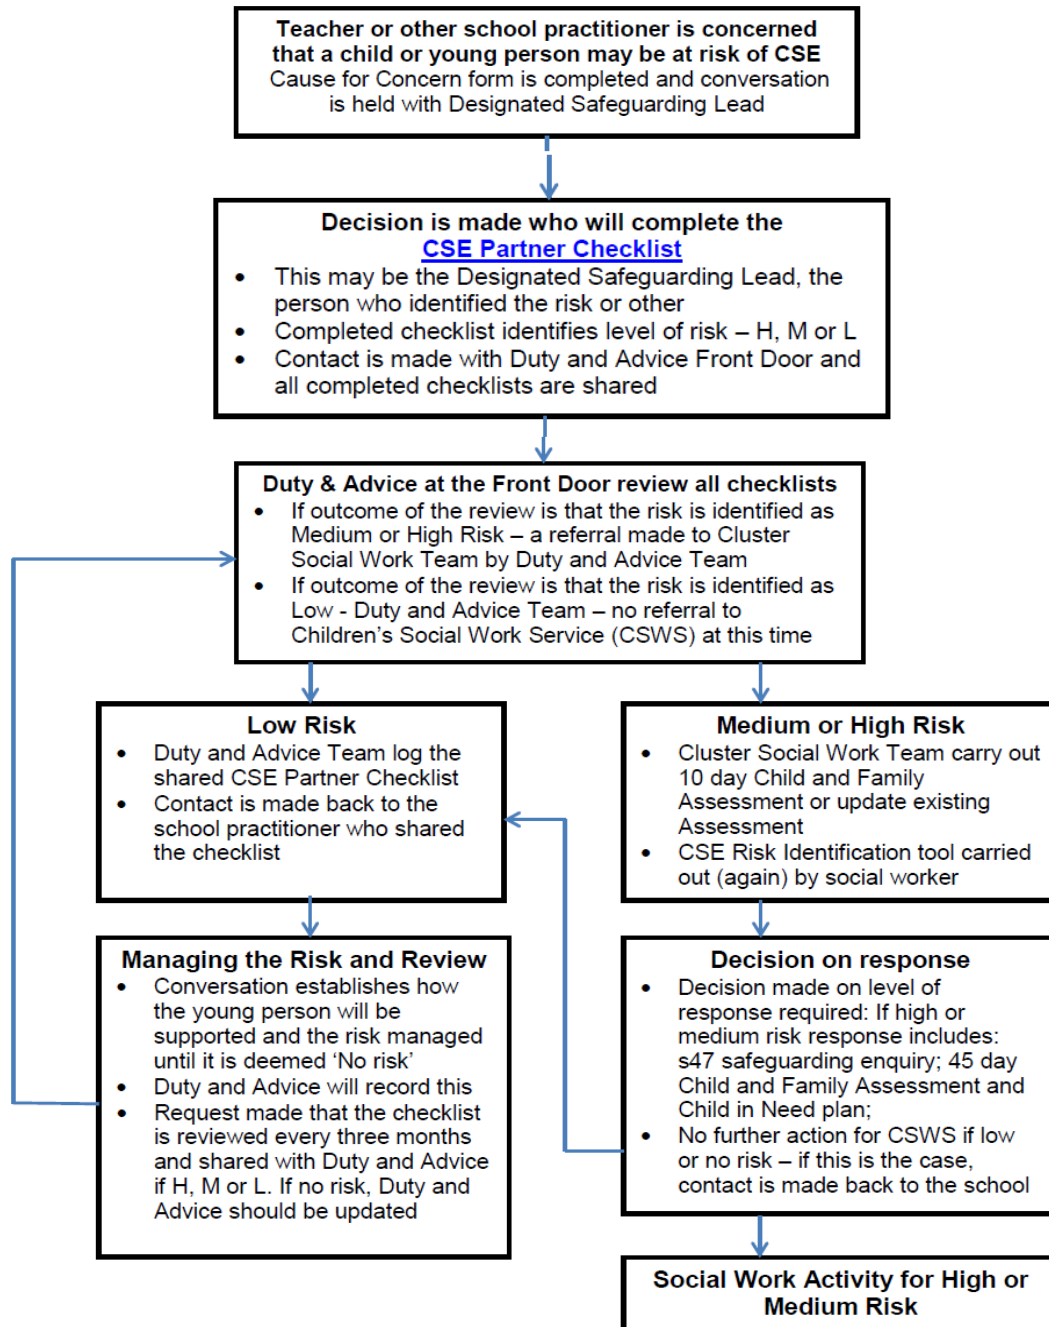 Teacher or other school practitioner is concerned
that a child or young person may be at risk of CSE
Cause for Concern form is completed and conversation
is held with Designated Safeguarding Lead
Decision is made who will complete the
CSE Partner Checklist
• This may be the Designated Safeguarding Lead, the
person who identified the risk or other
• Completed checklist identifies level of risk – H, M or L
• Contact is made with Duty and Advice Front Door and
all completed checklists are shared
Duty & Advice at the Front Door review all checklists
• If outcome of the review is that the risk is identified as
Medium or High Risk – a referral made to Cluster
Social Work Team by Duty and Advice Team
• If outcome of the review is that the risk is identified as
Low - Duty and Advice Team – no referral to
Children's Social Work Service (CSWS) at this time
Low Risk
• Duty and Advice Team log the
shared CSE Partner Checklist
• Contact is made back to the
school practitioner who shared
the checklist
Medium or High Risk
• Cluster Social Work Team carry out
10 day Child and Family
Assessment or update existing
Assessment
• CSE Risk Identification tool carried
out (again) by social worker
Managing the Risk and Review
• Conversation establishes how
the young person will be
supported and the risk managed
until it is deemed 'No risk'
• Duty and Advice will record this
• Request made that the checklist
is reviewed every three months
and shared with Duty and Advice
if H, M or L. If no risk, Duty and
Advice should be updated
Decision on response
• Decision made on level of
response required: If high or
medium risk response includes:
s47 safeguarding enquiry; 45 day
Child and Family Assessment and
Child in Need plan;
• No further action for CSWS if low
or no risk – if this is the case,
contact is made back to the school
Social Work Activity for High or
Medium Risk